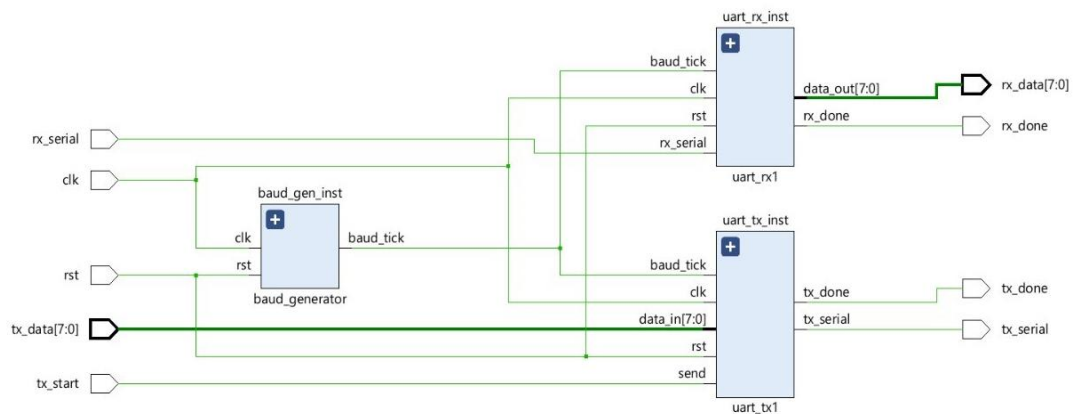 uart_rx_inst
baud_tick
clk
data_out[7:0]
rx_data[7:0]
rst
rx_done
rx_done
rx_serial
rx_serial
uart_rx1
clk
baud_gen_inst
clk
baud_tick
rst
rst
baud_generator
uart_tx_inst
baud_tick
clk
tx_done
tx_done
tx_data[7:0]
data_in[7:0]
tx_serial
tx_serial
rst
tx_start
send
uart_tx1